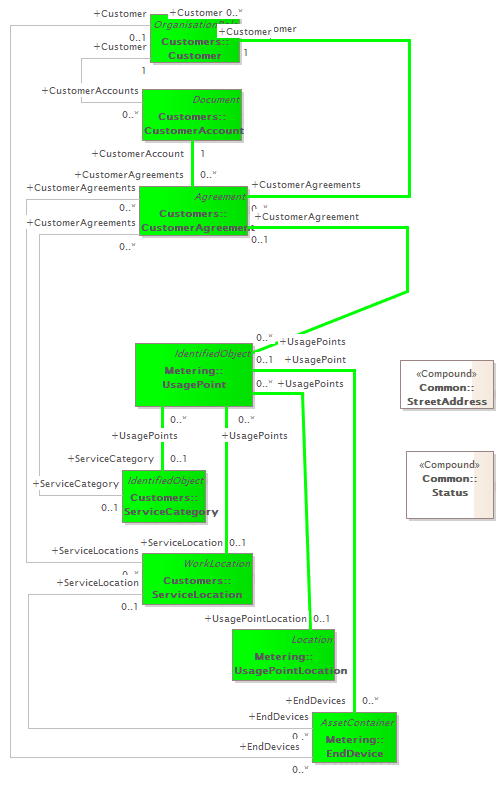 +Customer
+Customer 0..*
OrganisationRole
+Customer
omer
0..1
Customers::
+Customer
1
Customer
1
+CustomerAccounts
Document
0..*
Customers::
CustomerAccount
+CustomerAccount
1
+CustomerAgreements
0..*
+CustomerAgreements
+CustomerAgreements
Agreement
0..*
0..*
Customers::
+CustomerAgreement
+CustomerAgreements
CustomerAgreement
0..*
0..1
0..*
+UsagePoints
IdentifiedObject
0..1
+UsagePoint
Metering::
«Compound»
UsagePoint
0..*
+UsagePoints
Common::
StreetAddress
0..*
0..*
+UsagePoints
+UsagePoints
+ServiceCategory
0..1
«Compound»
IdentifiedObject
Common::
+ServiceCategory
Customers::
Status
0..1
ServiceCategory
+ServiceLocation
0..1
+ServiceLocations
WorkLocation
0..*
+ServiceLocation
Customers::
ServiceLocation
0..1
+UsagePointLocation
0..1
Location
Metering::
UsagePointLocation
+EndDevices
0..*
+EndDevices
AssetContainer
0..*
Metering::
+EndDevices
EndDevice
0..*